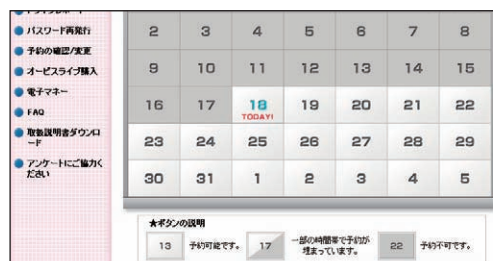 パスワード再発行
予約の確認/変更
オービスライブ購入
電子マネー
FAQ
取扱説明書ダウンロ
ード
アンケートにご協力く
ださい
2 3 4 5 6 7 8
9 10 11 12 13 14 15
16 17 18 19 20 21 22
TODAY!
23 24 25 26 27 28 29
30 31 1 2 3 4 5
★ボタンの説明
13 予約可能です。 17 一部の時間帯で予約が
埋まっています。 22 予約不可です。